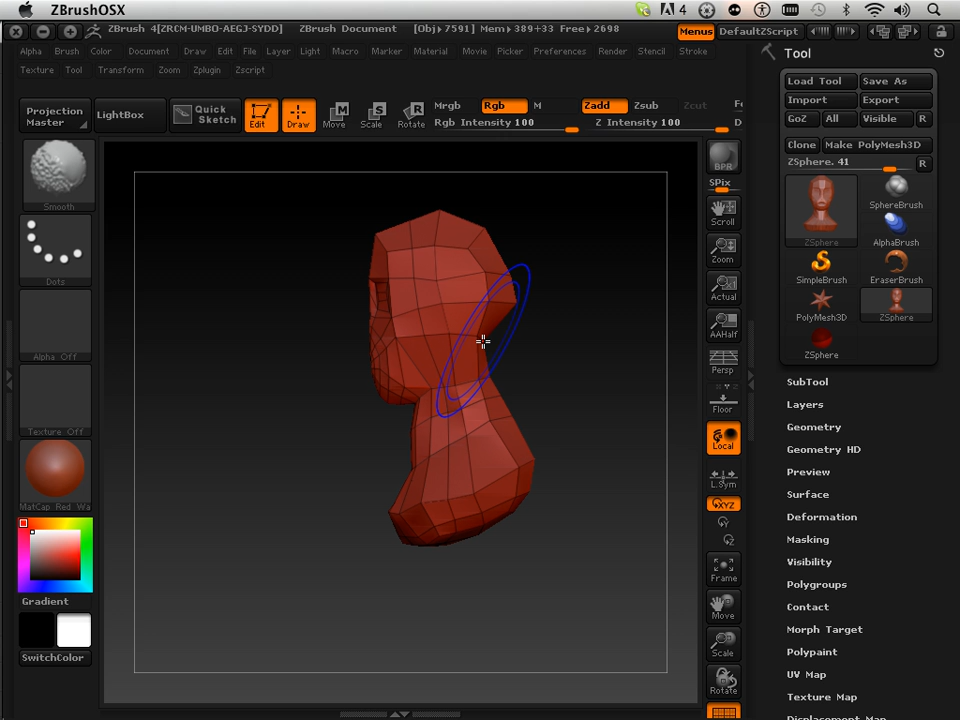 ZBrushOSX
A 4
ZBrush 4[ZRCM-UMBO-AEGJ-SYDD] ZBrush Document [Obj▸7591] Mem▸389+33 Free▸2698 Menus DefaultZScript
Alpha Brush Color Document Draw Edit File Layer Light Macro Marker Material Movie Picker Preferences Render Stencil Stroke
Texture Tool Transform Zoom Zplugin Zscript
Tool
Load Tool Save As
Import Export
GoZ All Visible R
Clone Make PolyMesh3D
ZSphere. 41 R
Projection Master LightBox Quick Sketch Edit Draw Move Scale Rotate
Mrgb Rgb M Zadd Zsub Zcut
Rgb Intensity 100 Z Intensity 100
Smooth
Dots
Alpha Off
Texture Off
MatCap Red Wa
Gradient
SwitchColor
BPR
SPix
Scroll
Zoom
Actual
AAHalf
Persp
Floor
Local
L.Sym
XYZ
Y
Z
Frame
Move
Scale
Rotate
ZSphere SphereBrush
AlphaBrush
SimpleBrush EraserBrush
PolyMesh3D ZSphere
ZSphere
SubTool
Layers
Geometry
Geometry HD
Preview
Surface
Deformation
Masking
Visibility
Polygroups
Contact
Morph Target
Polypaint
UV Map
Texture Map
Displacement Map